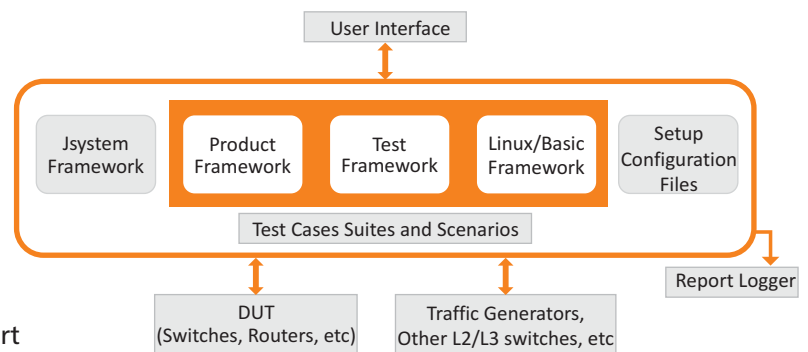 User Interface
Jsystem
Framework
Product
Framework
Test
Framework
Linux/Basic
Framework
Setup
Configuration
Files
Test Cases Suites and Scenarios
Report Logger
DUT
(Switches, Routers, etc)
Traffic Generators,
Other L2/L3 switches, etc
rt